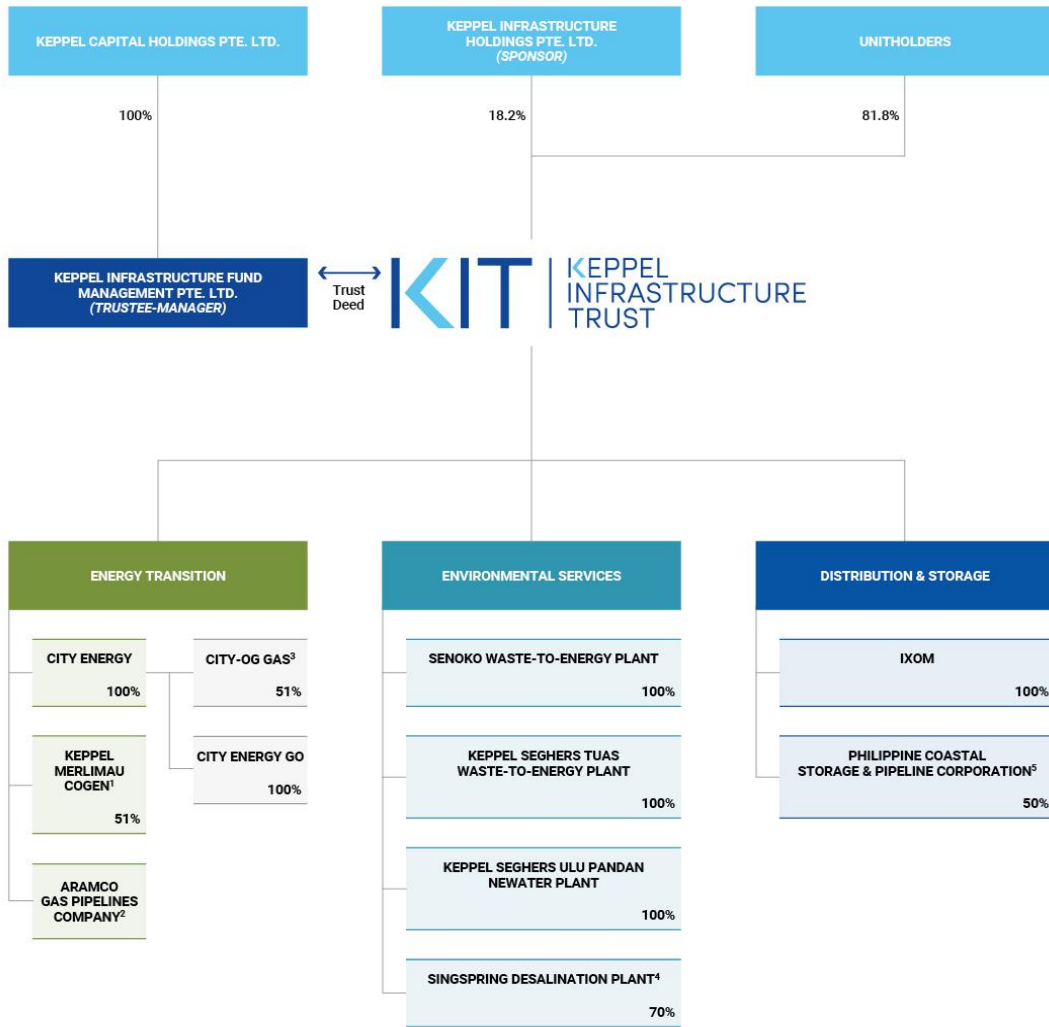 KEPPEL CAPITAL HOLDINGS PTE. LTD.
KEPPEL INFRASTRUCTURE
HOLDINGS PTE. LTD.
(SPONSOR)
UNITHOLDERS
100%
18.2%
81.8%
KEPPEL INFRASTRUCTURE FUND
MANAGEMENT PTE. LTD.
(TRUSTEE-MANAGER)
Trust
Deed
KIT
KEPPEL
INFRASTRUCTURE
TRUST
ENERGY TRANSITION
CITY ENERGY
100%
CITY-OG GAS³
51%
KEPPEL
MERLIMAU
COGEN¹
51%
CITY ENERGY GO
100%
ARAMCO
GAS PIPELINES
COMPANY²
ENVIRONMENTAL SERVICES
SENOKO WASTE-TO-ENERGY PLANT
100%
KEPPEL SEGHERS TUAS
WASTE-TO-ENERGY PLANT
100%
KEPPEL SEGHERS ULU PANDAN
NEWATER PLANT
100%
SINGSPRING DESALINATION PLANT⁴
70%
DISTRIBUTION & STORAGE
IXOM
100%
PHILIPPINE COASTAL
STORAGE & PIPELINE CORPORATION⁵
50%